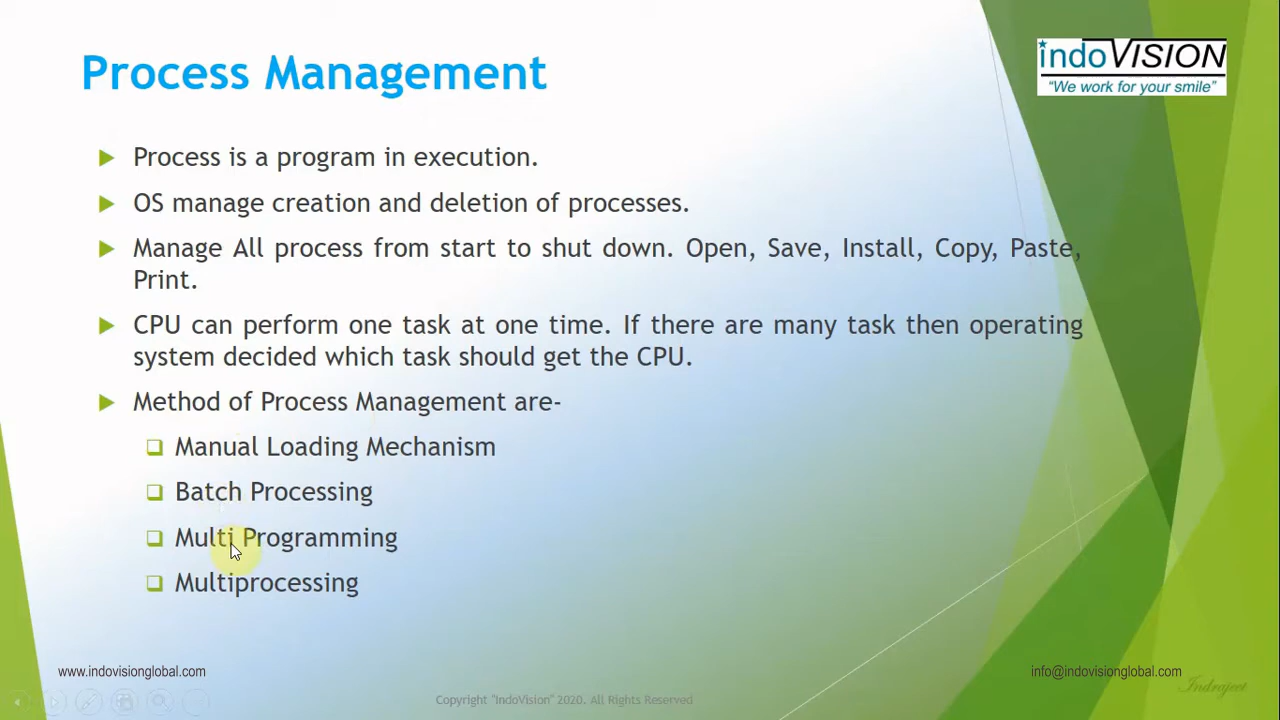 Process Management
indoVISION
"We work for your smile"
Process is a program in execution.
OS manage creation and deletion of processes.
Manage All process from start to shut down. Open, Save, Install, Copy, Paste,
Print.
CPU can perform one task at one time. If there are many task then operating
system decided which task should get the CPU.
Method of Process Management are-
Manual Loading Mechanism
Batch Processing
Multi Programming
Multiprocessing
www.indovisionglobal.com
info@indovisionglobal.com
Copyright "IndoVision" 2020. All Rights Reserved
Indrajeet